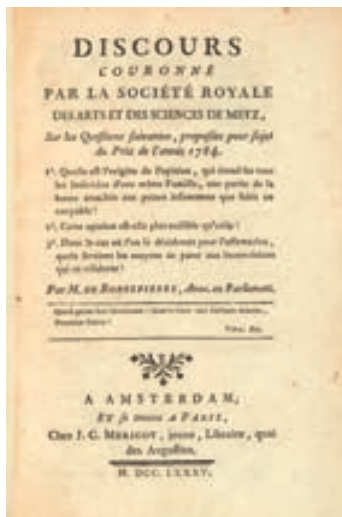 DISCOURS
COURONNÉ
PAR LA SOCIÉTÉ ROYALE
DES ARTS ET DES SCIENCES DE METZ,
Sur les Questions suivantes, proposées pour sujet
du Prix de l'année 1784.
1°. Quelle est l'origine de l'opinion, qui étend sur tous
les individus d'une même Famille, une partie de la
honte attachée aux peines infamantes que subit un
coupable?
2°. Cette opinion est-elle plus nuisible qu'utile?
3°. Dans le cas où l'on se décideroit pour l'affirmative,
quels seroient les moyens de parer aux inconvéniens
qui en résultent?
Par M. DE ROBESPIERRE, Avoc. en Parlement.
VIRG. Æn.
A AMSTERDAM;
ET se trouve A PARIS,
Chez J. G. MERIGOT, jeune, Libraire, quai
des Augustins.
M. DCC. LXXXV.